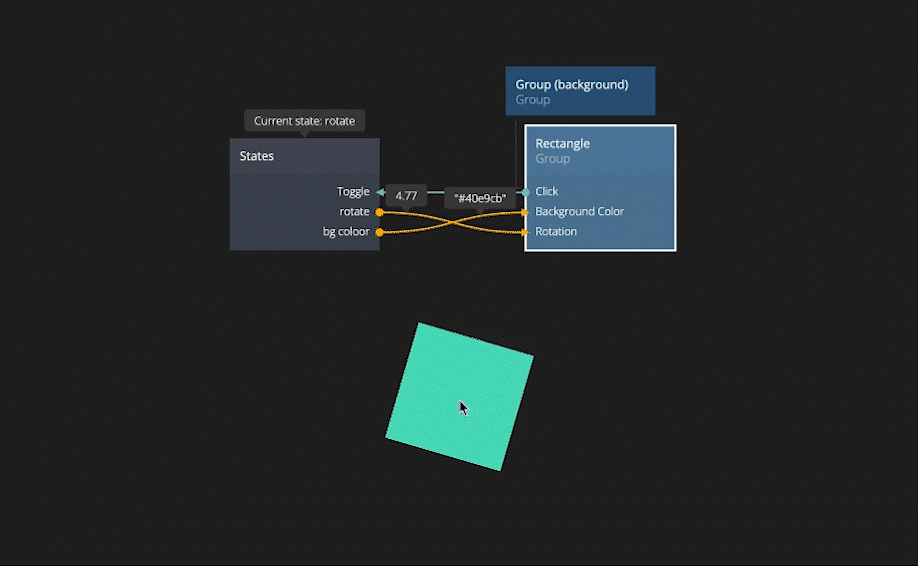 Group (background)
Group
Current state: rotate
Rectangle
Group
States
Toggle
4.77
"#40e9cb"
Click
rotate
Background Color
bg coloor
Rotation